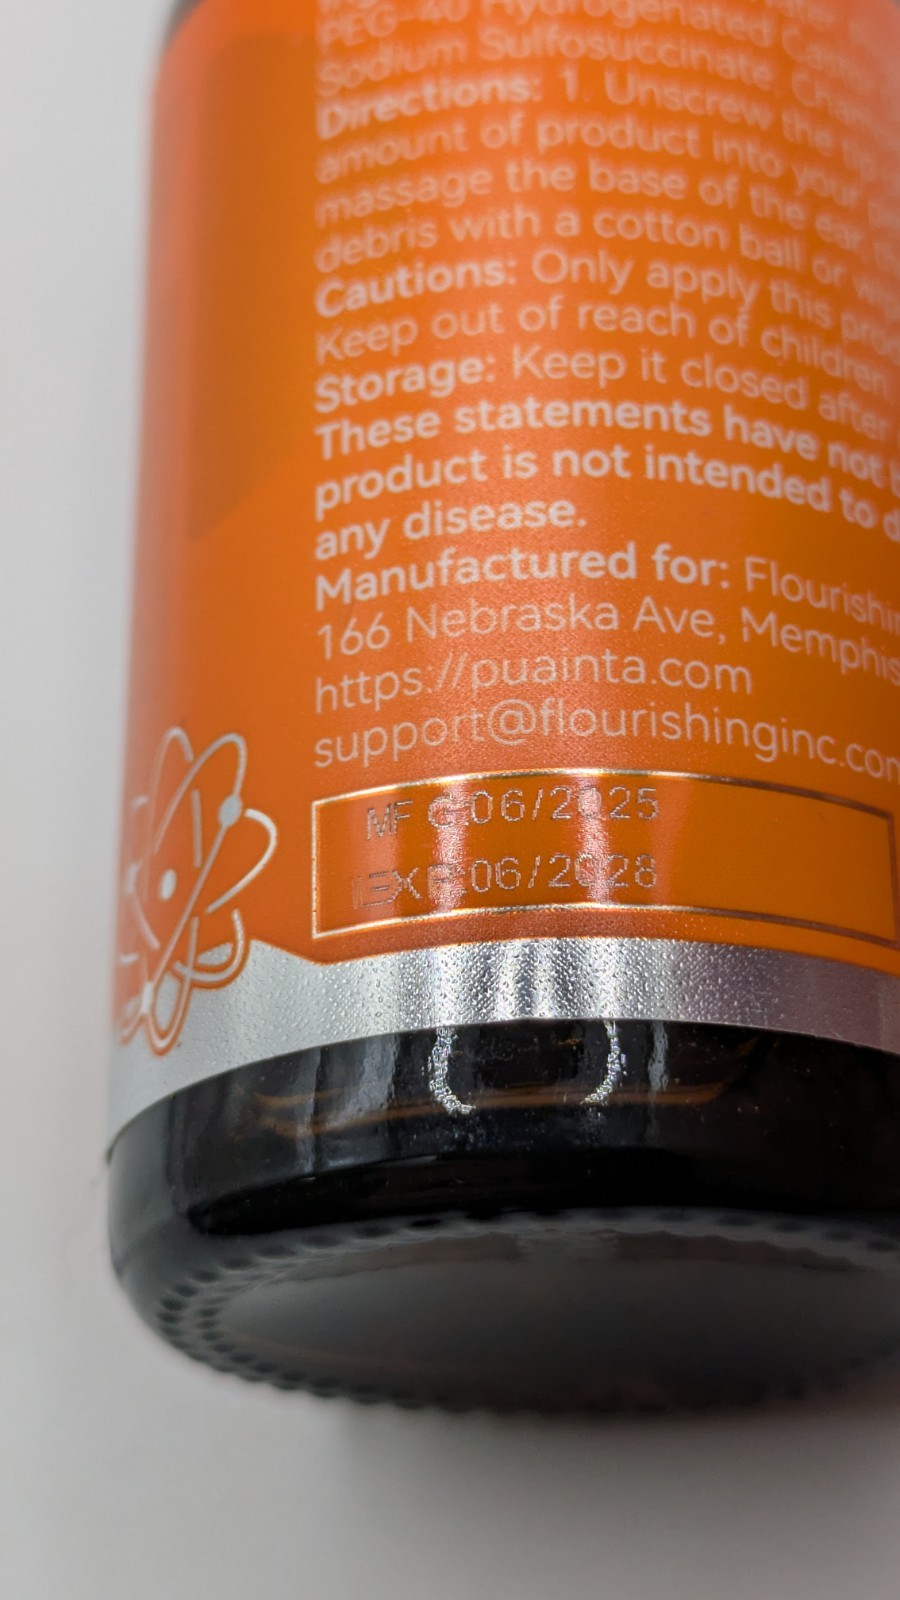 PEG-40 Hydrogenated
Sodium Sulfosuccinate,
Directions: 1. Unscrew the tip
amount of product into your
massage the base of the ear,
debris with a cotton ball or
Cautions: Only apply this
Keep out of reach of children
Storage: Keep it closed after
These statements have not
product is not intended to
any disease.
Manufactured for:
166 Nebraska Ave, Memphis
https://puainta.com
support@flourishinginc.com
MFG:06/2025
EXP:06/2028